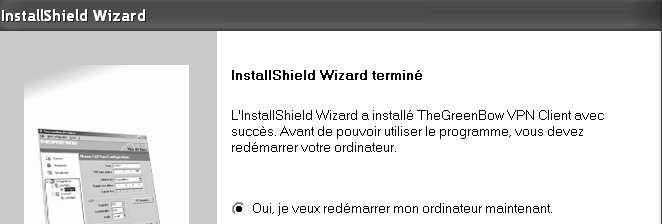 InstallShield Wizard
InstallShield Wizard terminé
L'InstallShield Wizard a installé TheGreenBow VPN Client avec
succès. Avant de pouvoir utiliser le programme, vous devez
redémarrer votre ordinateur.
Oui, je veux redémarrer mon ordinateur maintenant.